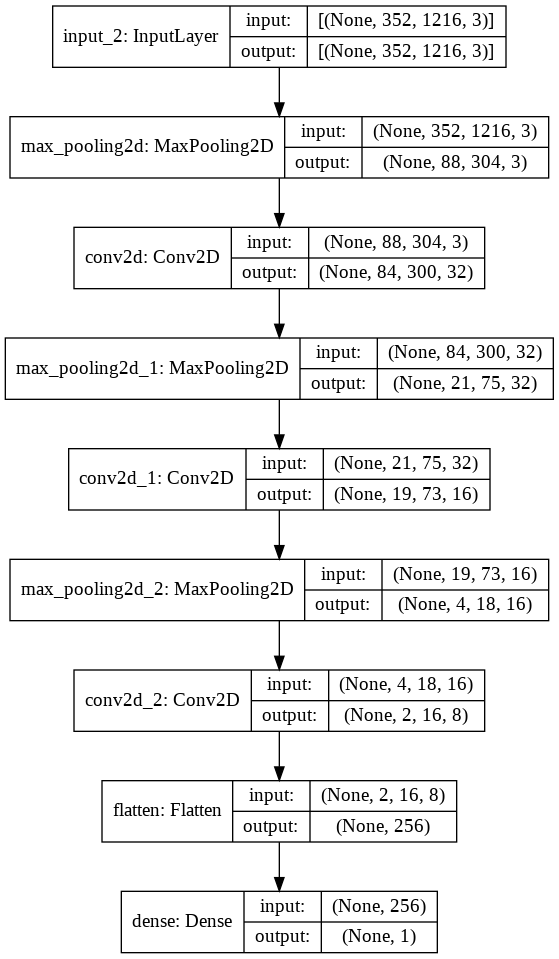 input_2: InputLayer
input: [(None, 352, 1216, 3)]
output: [(None, 352, 1216, 3)]
max_pooling2d: MaxPooling2D
input: (None, 352, 1216, 3)
output: (None, 88, 304, 3)
conv2d: Conv2D
input: (None, 88, 304, 3)
output: (None, 84, 300, 32)
max_pooling2d_1: MaxPooling2D
input: (None, 84, 300, 32)
output: (None, 21, 75, 32)
conv2d_1: Conv2D
input: (None, 21, 75, 32)
output: (None, 19, 73, 16)
max_pooling2d_2: MaxPooling2D
input: (None, 19, 73, 16)
output: (None, 4, 18, 16)
conv2d_2: Conv2D
input: (None, 4, 18, 16)
output: (None, 2, 16, 8)
flatten: Flatten
input: (None, 2, 16, 8)
output: (None, 256)
dense: Dense
input: (None, 256)
output: (None, 1)